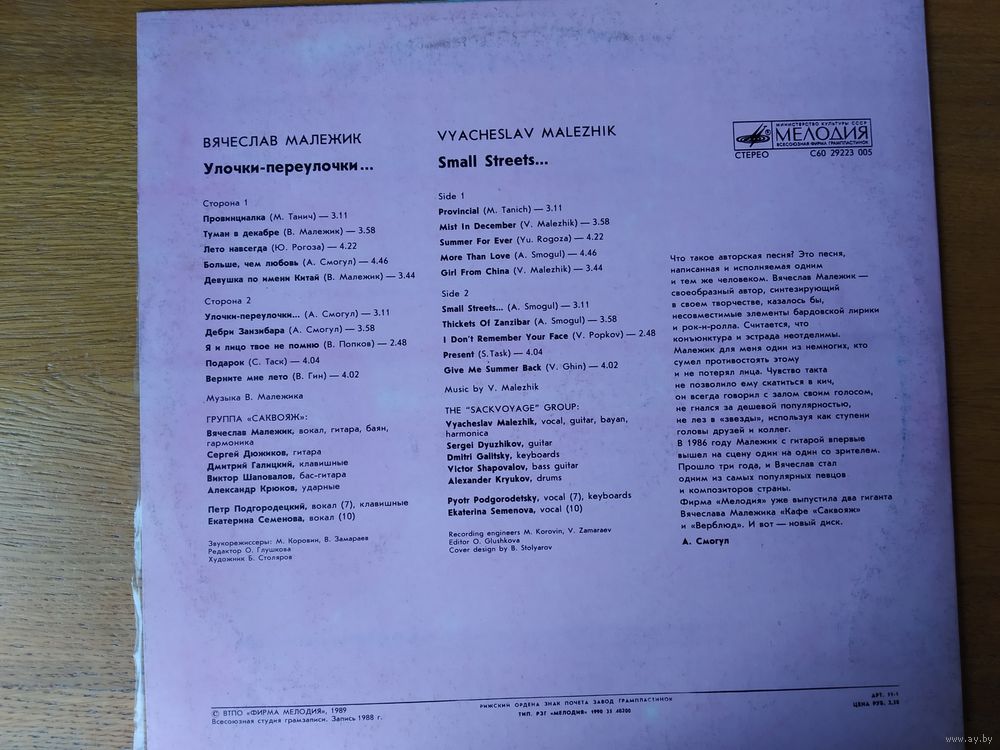 ВЯЧЕСЛАВ МАЛЕЖИК
Улочки-переулочки...
Сторона 1
Провинциалка (М. Танич) — 3.11
Туман в декабре (В. Малежик) — 3.58
Лето навсегда (Ю. Рогоза) — 4.22
Больше, чем любовь (А. Смогул) — 4.46
Девушка по имени Китай (В. Малежик) — 3.44
Сторона 2
Улочки-переулочки... (А. Смогул) — 3.11
Дебри Занзибара (А. Смогул) — 3.58
Я и лицо твое не помню (В. Попков) — 2.48
Подарок (С. Таск) — 4.04
Верните мне лето (В. Гин) — 4.02
Музыка В. Малежика
ГРУППА «САКВОЯЖ»:
Вячеслав Малежик, вокал, гитара, баян,
гармоника
Сергей Дюжиков, гитара
Дмитрий Галицкий, клавишные
Виктор Шаповалов, бас-гитара
Александр Крюков, ударные
Петр Подгородецкий, вокал (7), клавишные
Екатерина Семенова, вокал (10)
Звукорежиссеры: М. Коровин, В. Замараев
Редактор О. Глушкова
Художник Б. Столяров
VYACHESLAV MALEZHIK
Small Streets...
Side 1
Provincial (M. Tanich) — 3.11
Mist In December (V. Malezhik) — 3.58
Summer For Ever (Yu. Rogoza) — 4.22
More Than Love (A. Smogul) — 4.46
Girl From China (V. Malezhik) — 3.44
Side 2
Small Streets... (A. Smogul) — 3.11
Thickets Of Zanzibar (A. Smogul) — 3.58
I Don't Remember Your Face (V. Popkov) — 2.48
Present (S. Task) — 4.04
Give Me Summer Back (V. Ghin) — 4.02
Music by V. Malezhik
THE "SACKVOYAGE" GROUP:
Vyacheslav Malezhik, vocal, guitar, bayan,
harmonica
Sergei Dyuzhikov, guitar
Dmitri Galitsky, keyboards
Victor Shapovalov, bass guitar
Alexander Kryukov, drums
Pyotr Podgorodetsky, vocal (7), keyboards
Ekaterina Semenova, vocal (10)
Recording engineers M. Korovin, V. Zamaraev
Editor O. Glushkova
Cover design by B. Stolyarov
МИНИСТЕРСТВО КУЛЬТУРЫ СССР
МЕЛОДИЯ
ВСЕСОЮЗНАЯ ФИРМА ГРАМПЛАСТИНОК
СТЕРЕО С60 29223 005
Что такое авторская песня? Это песня,
написанная и исполняемая одним
и тем же человеком. Вячеслав Малежик —
своеобразный автор, синтезирующий
в своем творчестве, казалось бы,
несовместимые элементы бардовской лирики
и рок-н-ролла. Считается, что
конъюнктура и эстрада неотделимы.
Малежик для меня один из немногих, кто
сумел противостоять этому
и не потерял лица. Чувство такта
не позволило ему скатиться в кич,
он всегда говорил с залом своим голосом,
не гнался за дешевой популярностью,
не лез в «звезды», используя как ступени
головы друзей и коллег.
В 1986 году Малежик с гитарой впервые
вышел на сцену один на один со зрителем.
Прошло три года, и Вячеслав стал
одним из самых популярных певцов
и композиторов страны.
Фирма «Мелодия» уже выпустила два гиганта
Вячеслава Малежика «Кафе «Саквояж»
и «Верблюд». И вот — новый диск.
А. Смогул
© ВТПО «ФИРМА МЕЛОДИЯ», 1989
Всесоюзная студия грамзаписи. Запись 1988 г.
РИЖСКИЙ ОРДЕНА ЗНАК ПОЧЕТА ЗАВОД ГРАМПЛАСТИНОК
ТИП. РЗГ «МЕЛОДИЯ» 1990 33 40200
АРТ. 11-1
ЦЕНА РУБ.
www.ay.by